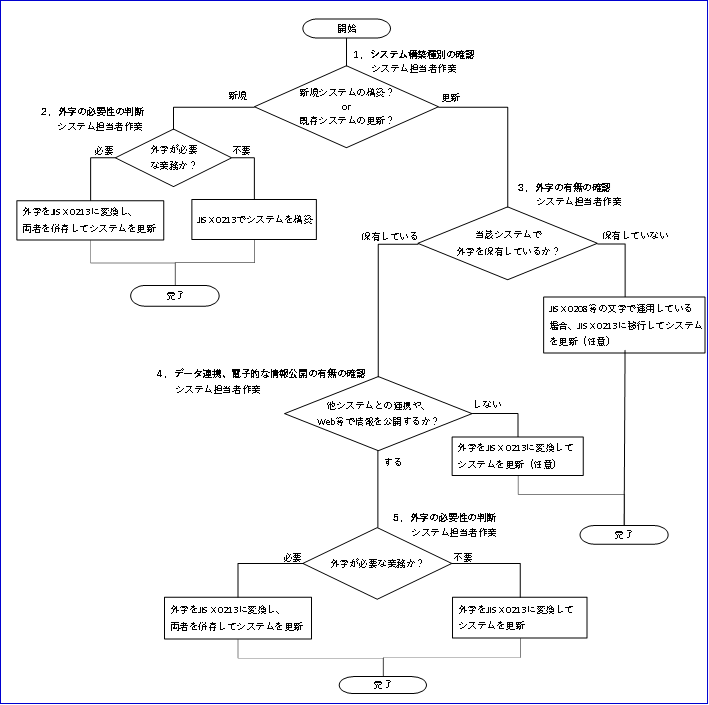 開始
1．システム構築種別の確認
システム担当者作業
新規システムの構築？
or
既存システムの更新？
新規
更新
2．外字の必要性の判断
システム担当者作業
外字が必要
な業務か？
必要
不要
外字をJIS X 0213に変換し、
両者を併存してシステムを更新
JIS X 0213でシステムを構築
完了
3．外字の有無の確認
システム担当者作業
当該システムで
外字を保有しているか？
保有している
保有していない
JIS X 0208等の文字で運用している
場合、JIS X 0213に移行してシステム
を更新（任意）
4．データ連携、電子的な情報公開の有無の確認
システム担当者作業
他システムとの連携や、
Web等で情報を公開するか？
しない
する
外字をJIS X 0213に変換して
システムを更新（任意）
完了
5．外字の必要性の判断
システム担当者作業
外字が必要な業務か？
必要
不要
外字をJIS X 0213に変換し、
両者を併存してシステムを更新
外字をJIS X 0213に変換して
システムを更新
完了